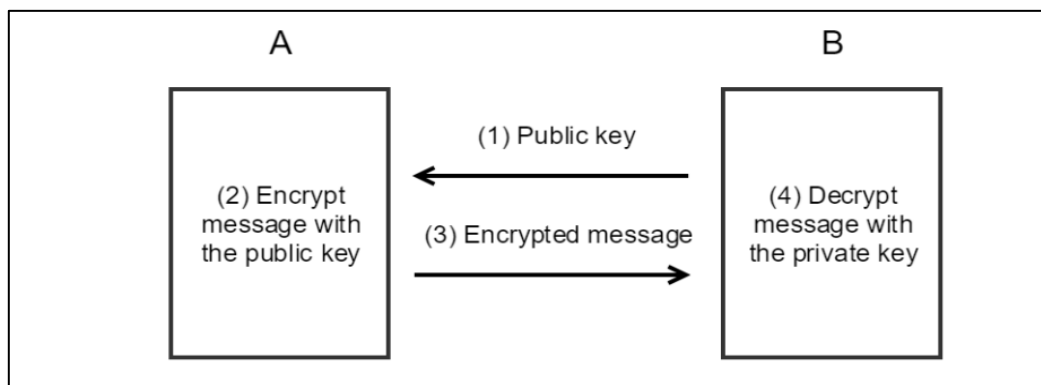 A
B
(1) Public key
(2) Encrypt
message with
the public key
(3) Encrypted message
(4) Decrypt
message with
the private key